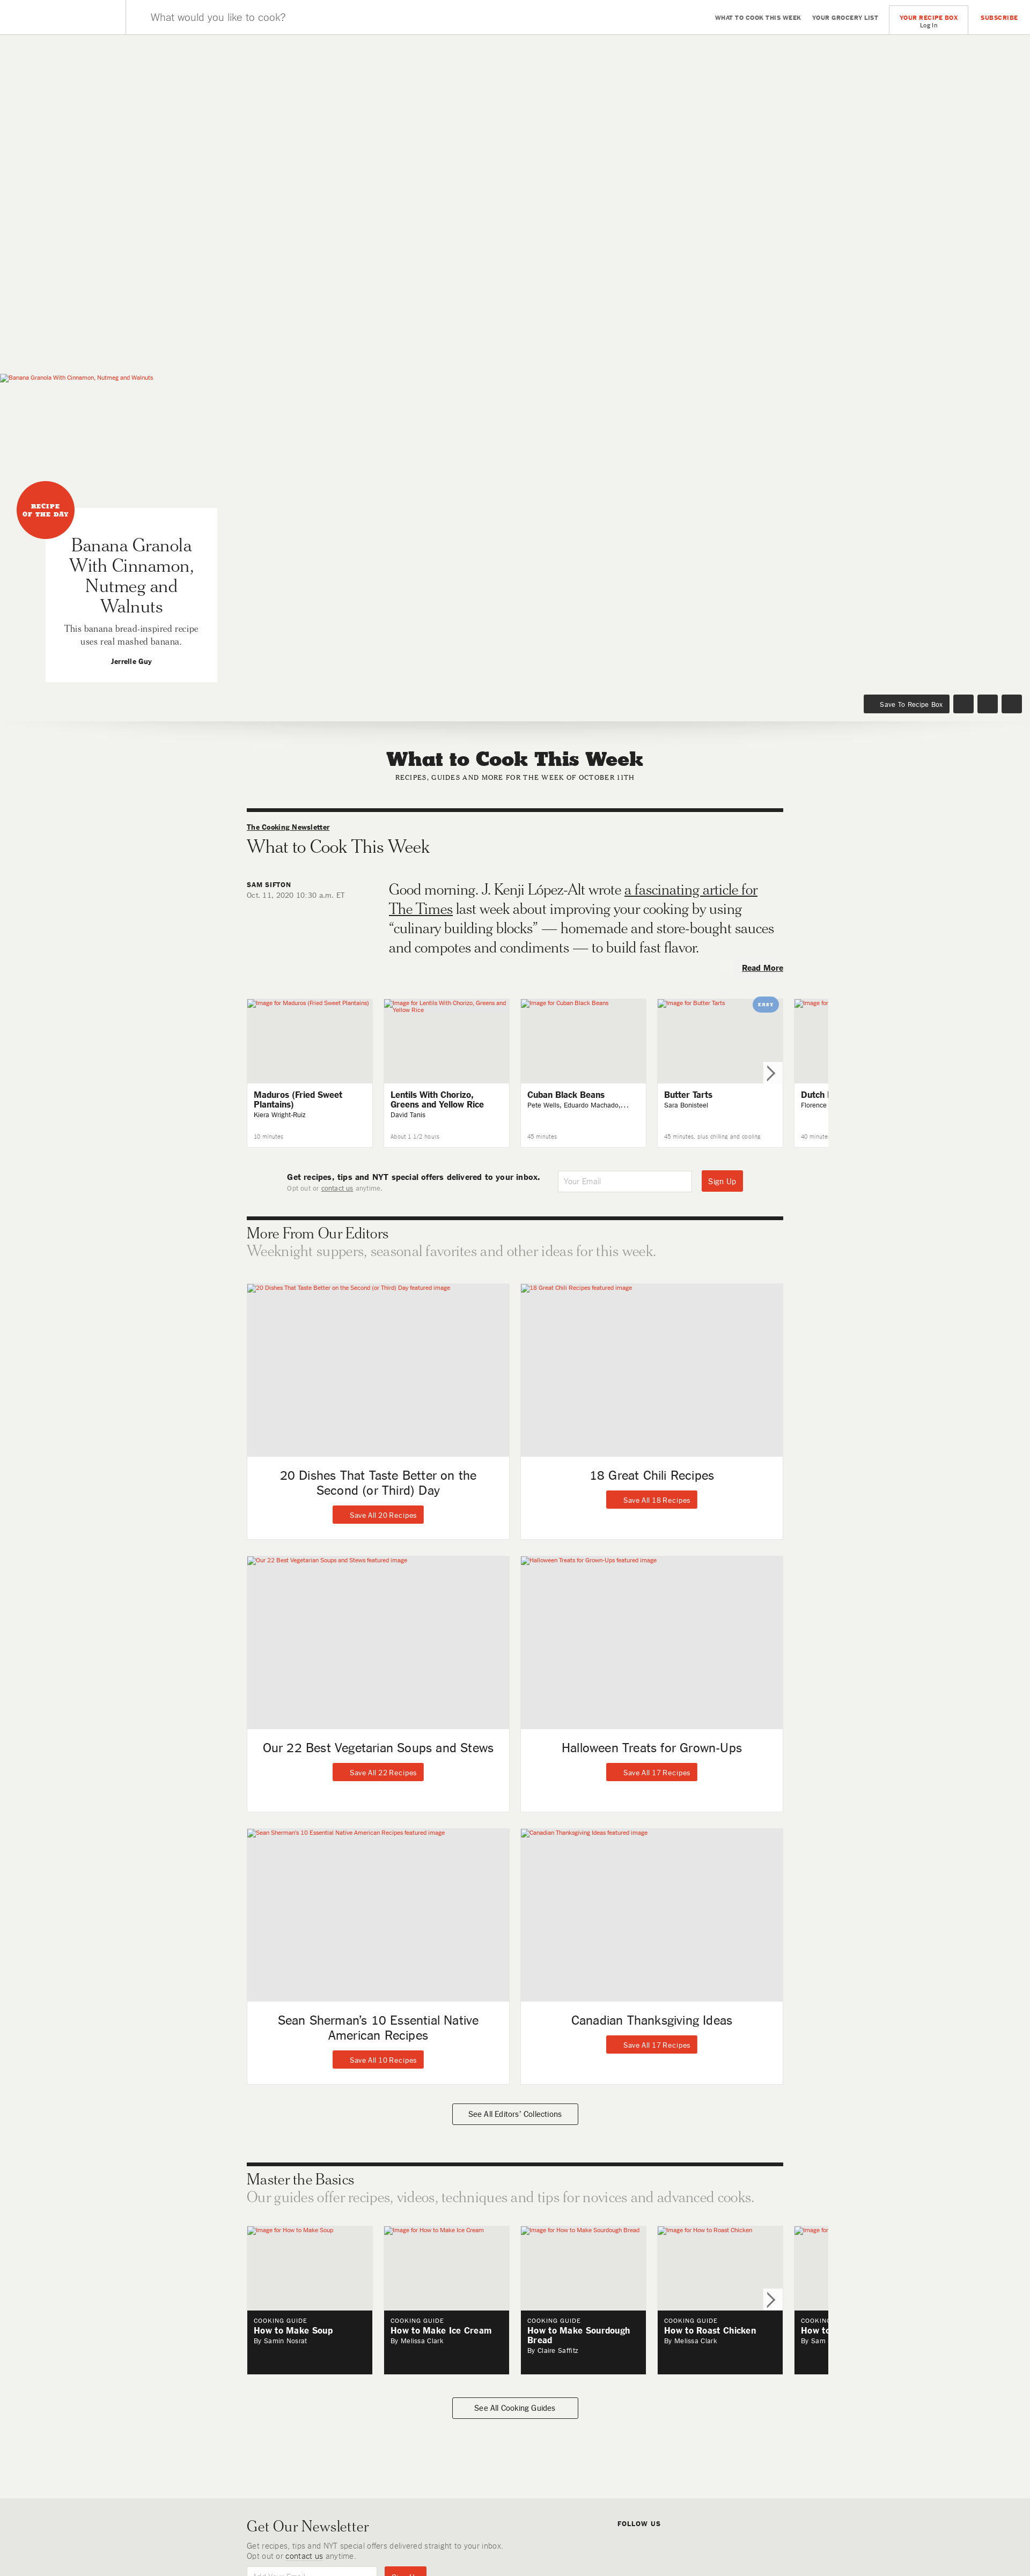 What would you like to cook?
WHAT TO COOK THIS WEEK
YOUR GROCERY LIST
YOUR RECIPE BOX
Log In
SUBSCRIBE
Banana Granola With Cinnamon, Nutmeg and Walnuts
RECIPE
OF THE DAY
Banana Granola
With Cinnamon,
Nutmeg and
Walnuts
This banana bread-inspired recipe
uses real mashed banana.
Jerrelle Guy
Save To Recipe Box
What to Cook This Week
RECIPES, GUIDES AND MORE FOR THE WEEK OF OCTOBER 11TH
The Cooking Newsletter
What to Cook This Week
SAM SIFTON
Oct. 11, 2020 10:30 a.m. ET
Good morning. J. Kenji López-Alt wrote a fascinating article for
The Times last week about improving your cooking by using
“culinary building blocks” — homemade and store-bought sauces
and compotes and condiments — to build fast flavor.
Read More
Image for Maduros (Fried Sweet Plantains)
Maduros (Fried Sweet
Plantains)
Kiera Wright-Ruiz
10 minutes
Image for Lentils With Chorizo, Greens and
Yellow Rice
Lentils With Chorizo,
Greens and Yellow Rice
David Tanis
About 1 1/2 hours
Image for Cuban Black Beans
Cuban Black Beans
Pete Wells, Eduardo Machado,...
45 minutes
Image for Butter Tarts
EASY
Butter Tarts
Sara Bonisteel
45 minutes, plus chilling and cooling
Image for
Dutch
Florence
40 minute
Get recipes, tips and NYT special offers delivered to your inbox.
Opt out or contact us anytime.
Your Email
Sign Up
More From Our Editors
Weeknight suppers, seasonal favorites and other ideas for this week.
20 Dishes That Taste Better on the Second (or Third) Day featured image
20 Dishes That Taste Better on the
Second (or Third) Day
Save All 20 Recipes
18 Great Chili Recipes featured image
18 Great Chili Recipes
Save All 18 Recipes
Our 22 Best Vegetarian Soups and Stews featured image
Our 22 Best Vegetarian Soups and Stews
Save All 22 Recipes
Halloween Treats for Grown-Ups featured image
Halloween Treats for Grown-Ups
Save All 17 Recipes
Sean Sherman's 10 Essential Native American Recipes featured image
Sean Sherman’s 10 Essential Native
American Recipes
Save All 10 Recipes
Canadian Thanksgiving Ideas featured image
Canadian Thanksgiving Ideas
Save All 17 Recipes
See All Editors’ Collections
Master the Basics
Our guides offer recipes, videos, techniques and tips for novices and advanced cooks.
Image for How to Make Soup
COOKING GUIDE
How to Make Soup
By Samin Nosrat
Image for How to Make Ice Cream
COOKING GUIDE
How to Make Ice Cream
By Melissa Clark
Image for How to Make Sourdough Bread
COOKING GUIDE
How to Make Sourdough
Bread
By Claire Saffitz
Image for How to Roast Chicken
COOKING GUIDE
How to Roast Chicken
By Melissa Clark
Image for
COOKING
How to
By Sam
See All Cooking Guides
Get Our Newsletter
Get recipes, tips and NYT special offers delivered straight to your inbox.
Opt out or contact us anytime.
FOLLOW US